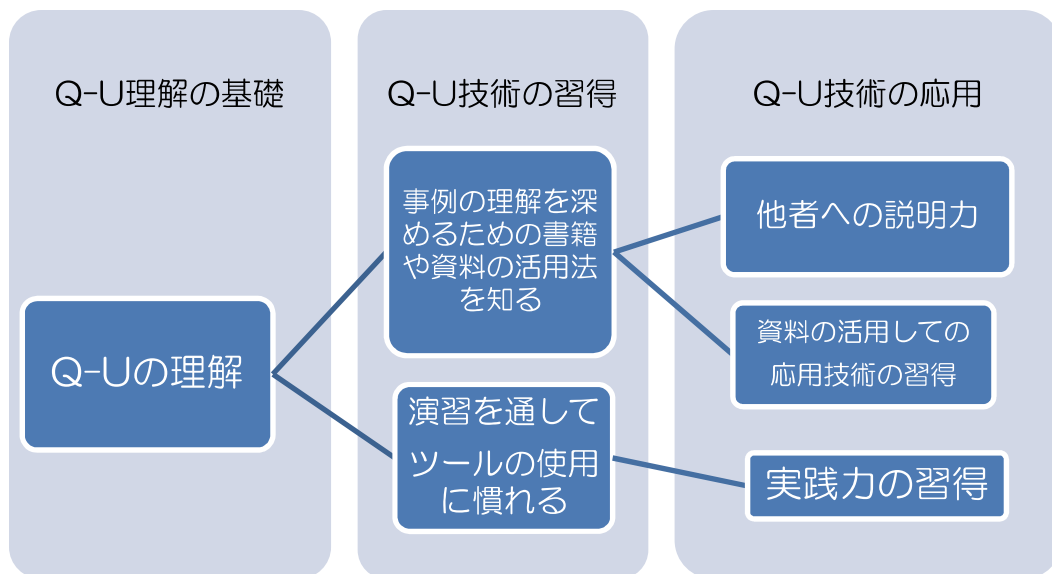 Q-U理解の基礎
Q-Uの理解
Q-U技術の習得
事例の理解を深
めるための書籍
や資料の活用法
を知る
演習を通して
ツールの使用
に慣れる
Q-U技術の応用
他者への説明力
資料の活用しての
応用技術の習得
実践力の習得